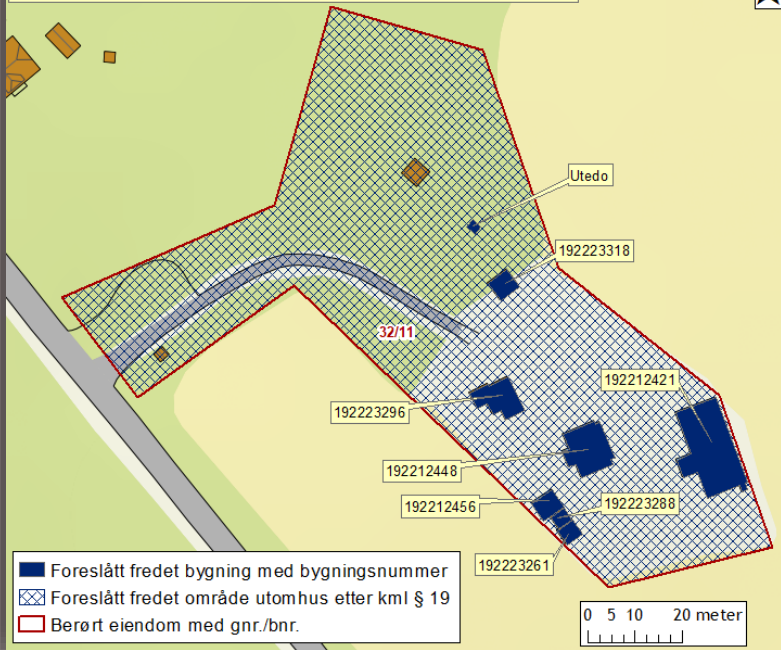 Utedo
192223318
32/11
192212421
192223296
192212448
192212456
192223288
192223261
Foreslått fredet bygning med bygningsnummer
Foreslått fredet område utomhus etter kml § 19
Berørt eiendom med gnr./bnr.
0 5 10 20 meter